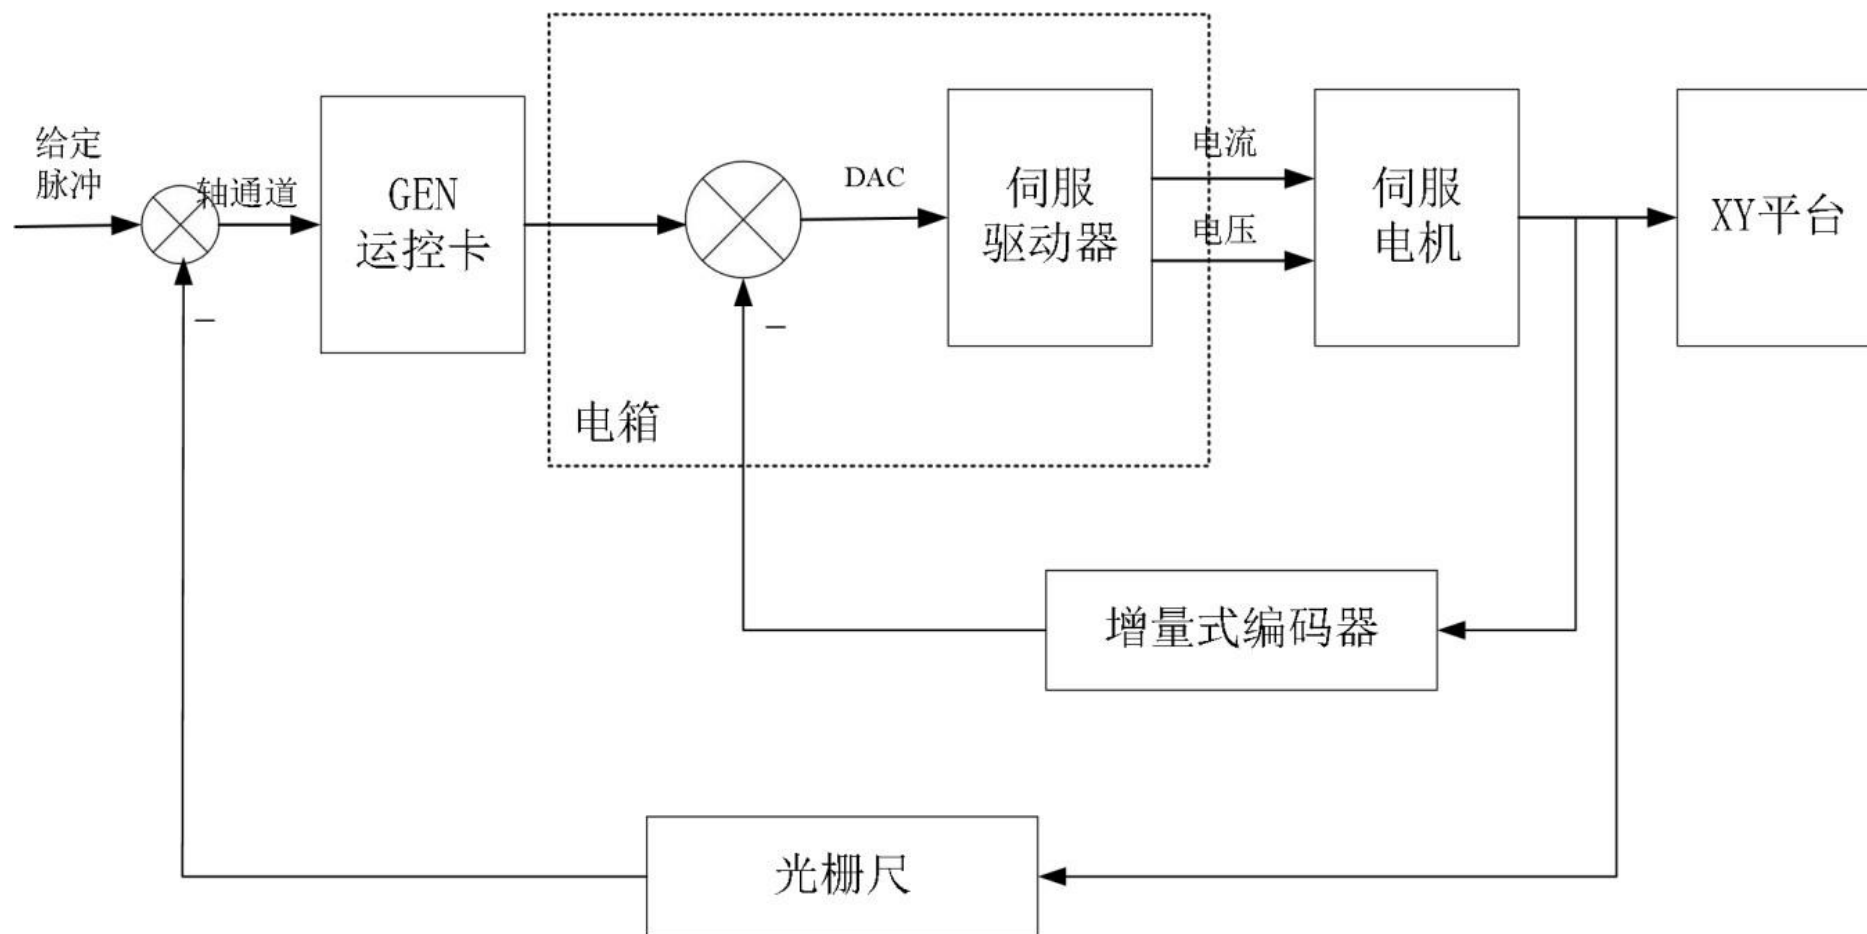 给定
脉冲
轴通道
GEN
运控卡
DAC
伺服
驱动器
电流
电压
伺服
电机
XY平台
电箱
增量式编码器
光栅尺